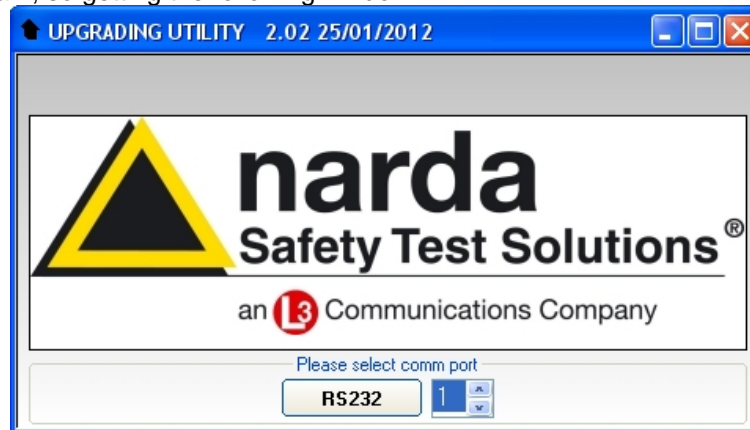 UPGRADING UTILITY 2.02 25/01/2012
narda
Safety Test Solutions®
an L3 Communications Company
Please select comm port
RS232 1